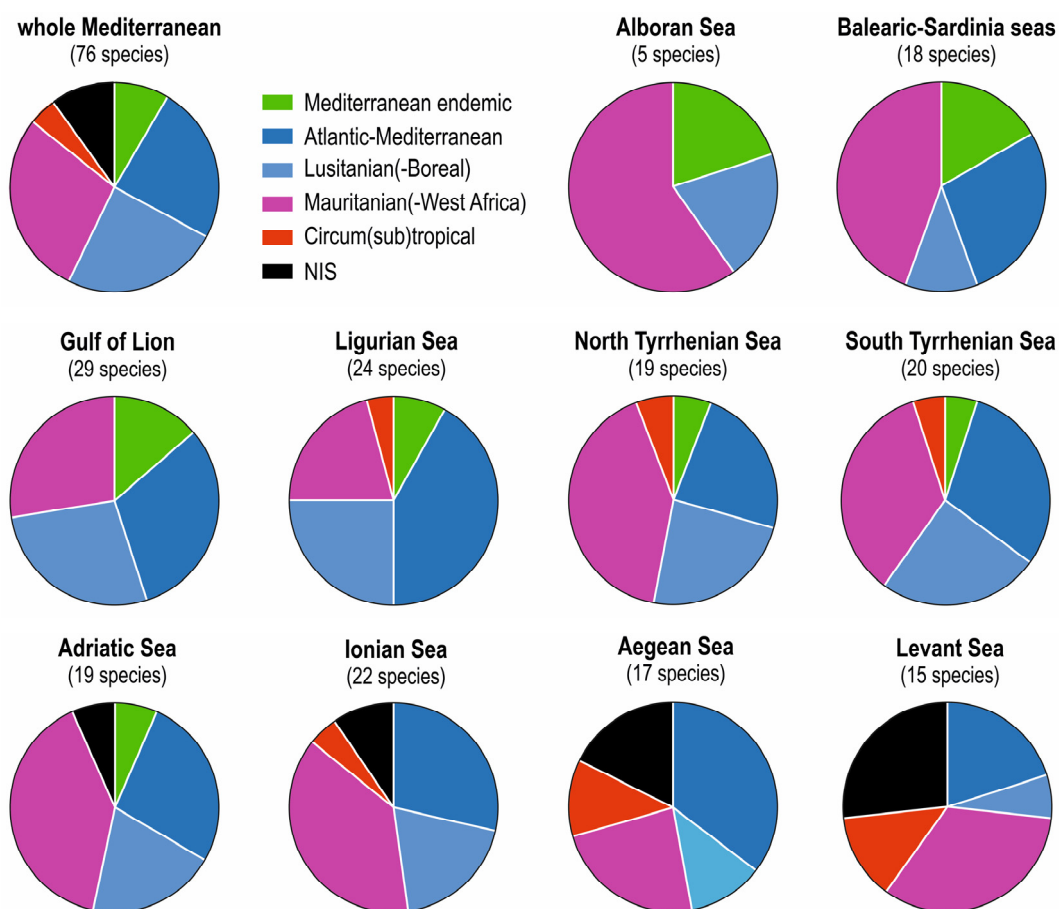 whole Mediterranean
(76 species)
Mediterranean endemic
Atlantic-Mediterranean
Lusitanian(-Boreal)
Mauritanian(-West Africa)
Circum(sub)tropical
NIS
Alboran Sea
(5 species)
Balearic-Sardinia seas
(18 species)
Gulf of Lion
(29 species)
Ligurian Sea
(24 species)
North Tyrrhenian Sea
(19 species)
South Tyrrhenian Sea
(20 species)
Adriatic Sea
(19 species)
Ionian Sea
(22 species)
Aegean Sea
(17 species)
Levant Sea
(15 species)